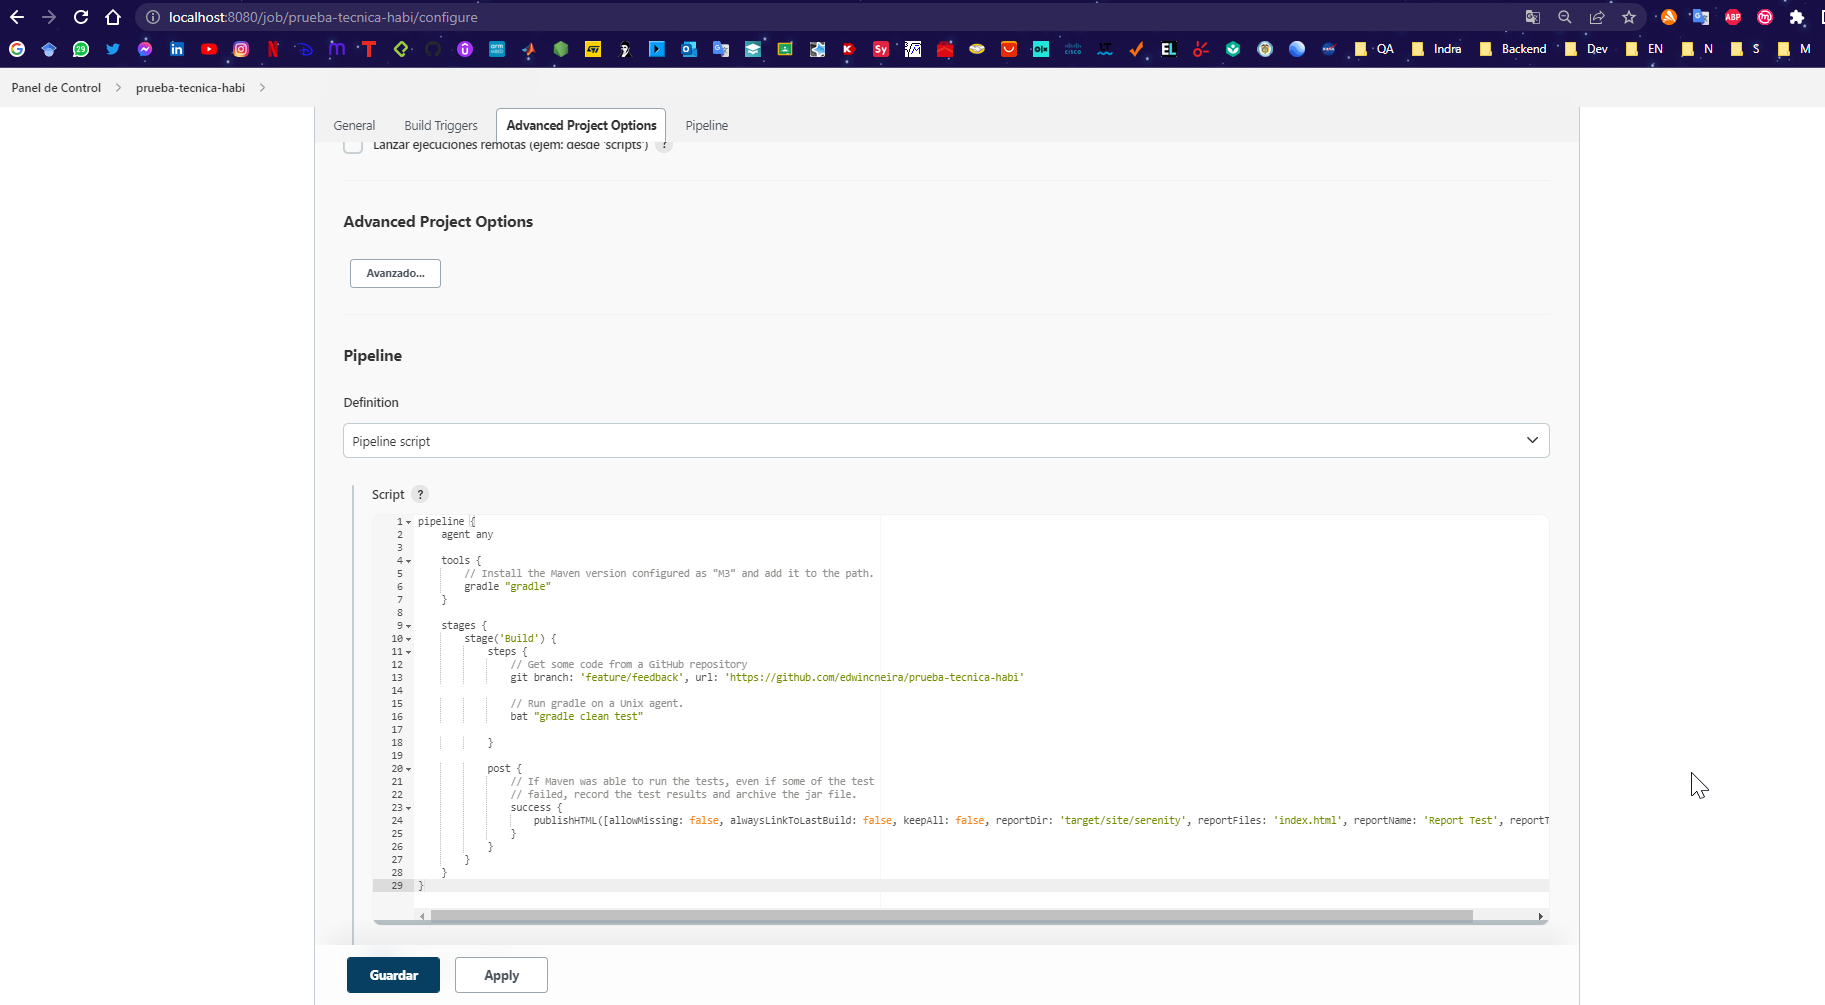 localhost:8080/job/prueba-tecnica-habi/configure
QA Indra Backend Dev EN N S M
Panel de Control prueba-tecnica-habi
General Build Triggers Advanced Project Options Pipeline
Lanzar ejecuciones remotas (ejem: desde 'scripts') ?
Advanced Project Options
Avanzado...
Pipeline
Definition
Pipeline script
Script ?
1 pipeline {
2 agent any
3
4 tools {
5 // Install the Maven version configured as "M3" and add it to the path.
6 gradle "gradle"
7 }
8
9 stages {
10 stage('Build') {
11 steps {
12 // Get some code from a GitHub repository
13 git branch: 'feature/feedback', url: 'https://github.com/edwincneira/prueba-tecnica-habi'
14
15 // Run gradle on a Unix agent.
16 bat "gradle clean test"
17
18 }
19
20 post {
21 // If Maven was able to run the tests, even if some of the test
22 // failed, record the test results and archive the jar file.
23 success {
24 publishHTML([allowMissing: false, alwaysLinkToLastBuild: false, keepAll: false, reportDir: 'target/site/serenity', reportFiles: 'index.html', reportName: 'Report Test', reportT
25 }
26 }
27 }
28 }
29 }
Guardar Apply